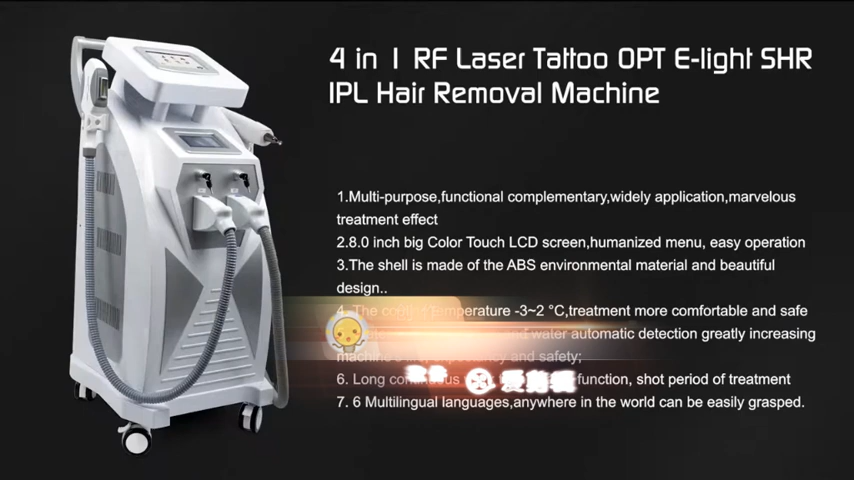 4 in 1 RF Laser Tattoo OPT E-light SHR
IPL Hair Removal Machine
1.Multi-purpose,functional complementary,widely application,marvelous
treatment effect
2.8.0 inch big Color Touch LCD screen,humanized menu, easy operation
3.The shell is made of the ABS environmental material and beautiful
design..
4. The temperature -3~2 °C,treatment more comfortable and safe
and water automatic detection greatly increasing
machine's life, expectancy and safety;
6. Long function, shot period of treatment
7. 6 Multilingual languages,anywhere in the world can be easily grasped.